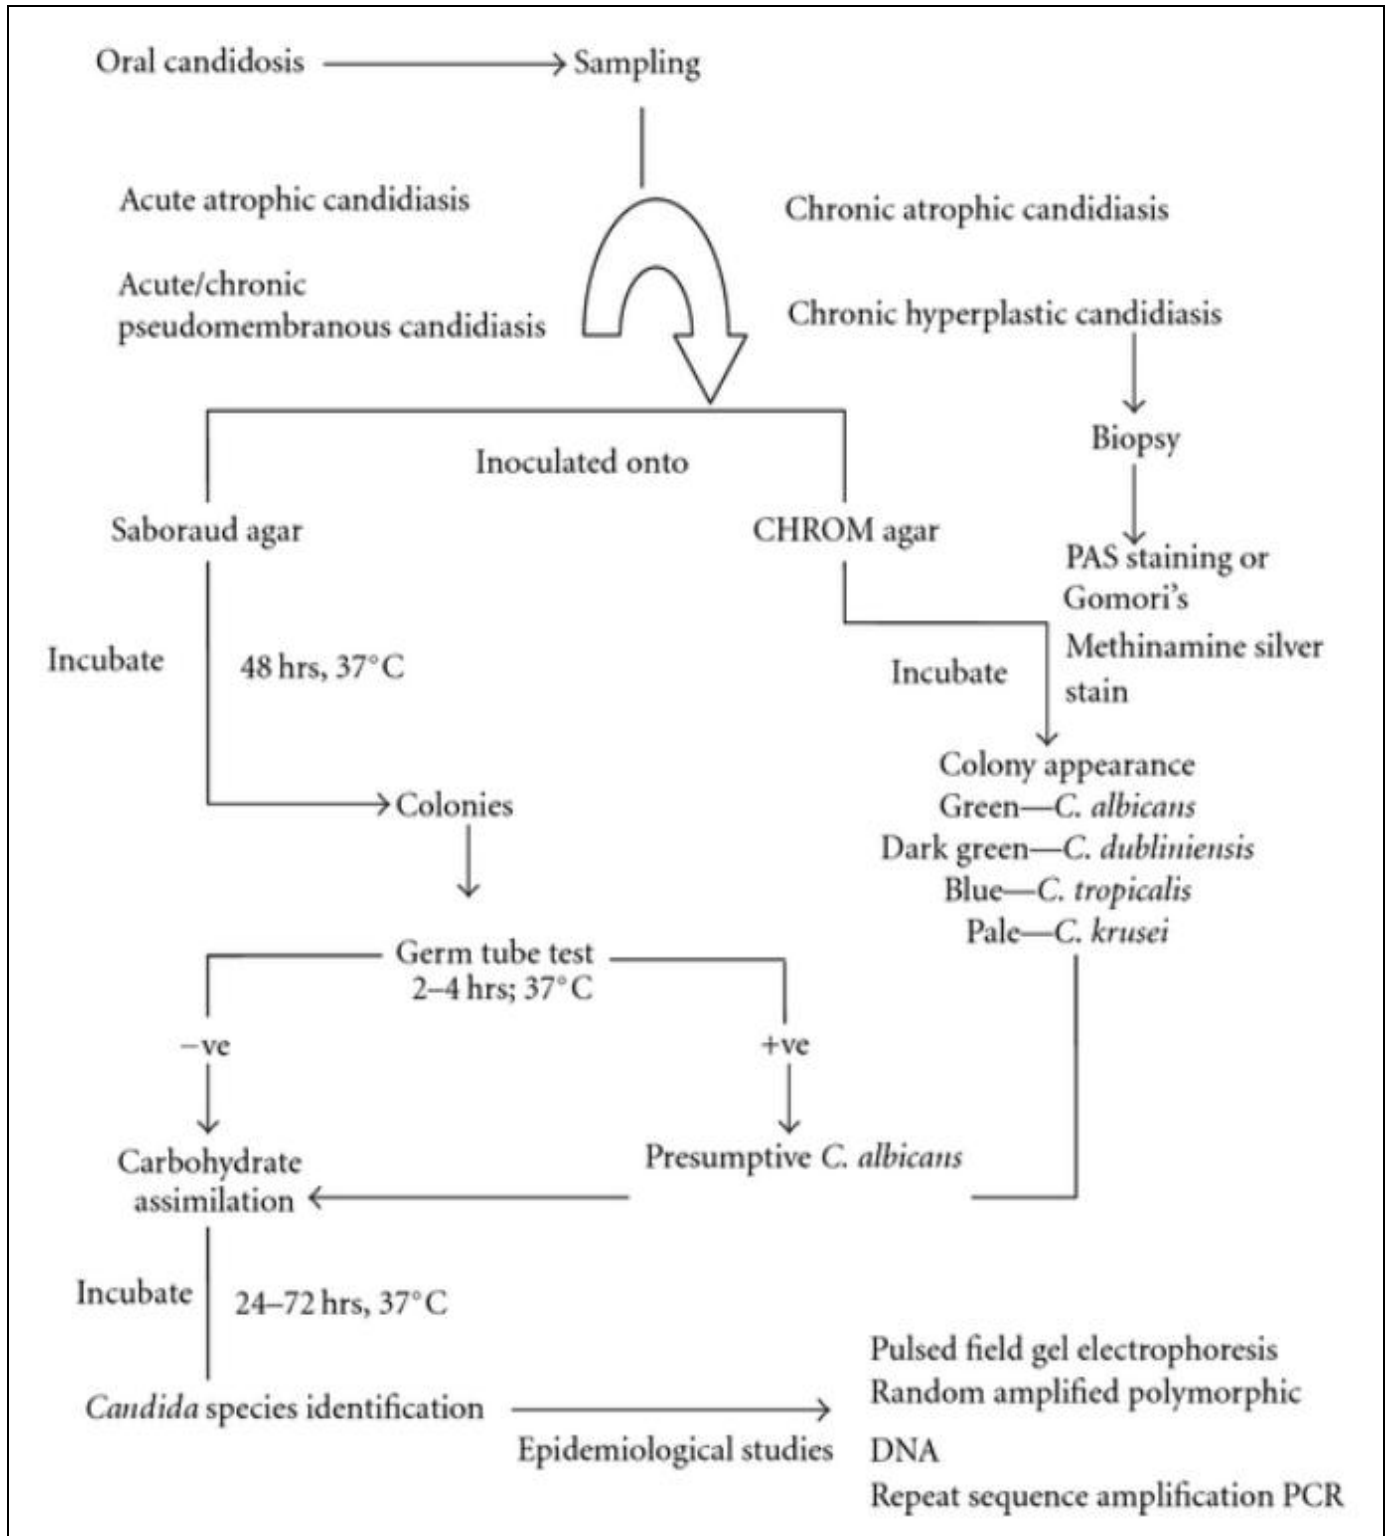 Oral candidosis
Sampling
Acute atrophic candidiasis
Chronic atrophic candidiasis
Acute/chronic
pseudomembranous candidiasis
Chronic hyperplastic candidiasis
Biopsy
Inoculated onto
Saboraud agar
CHROM agar
PAS staining or
Gomori's
Methinamine silver
stain
Incubate
48 hrs, 37°C
Incubate
Colony appearance
Green—C. albicans
Dark green—C. dubliniensis
Blue—C. tropicalis
Pale—C. krusei
Colonies
Germ tube test
2–4 hrs; 37°C
−ve
+ve
Carbohydrate
assimilation
Presumptive C. albicans
Incubate
24–72 hrs, 37°C
Candida species identification
Epidemiological studies
Pulsed field gel electrophoresis
Random amplified polymorphic
DNA
Repeat sequence amplification PCR